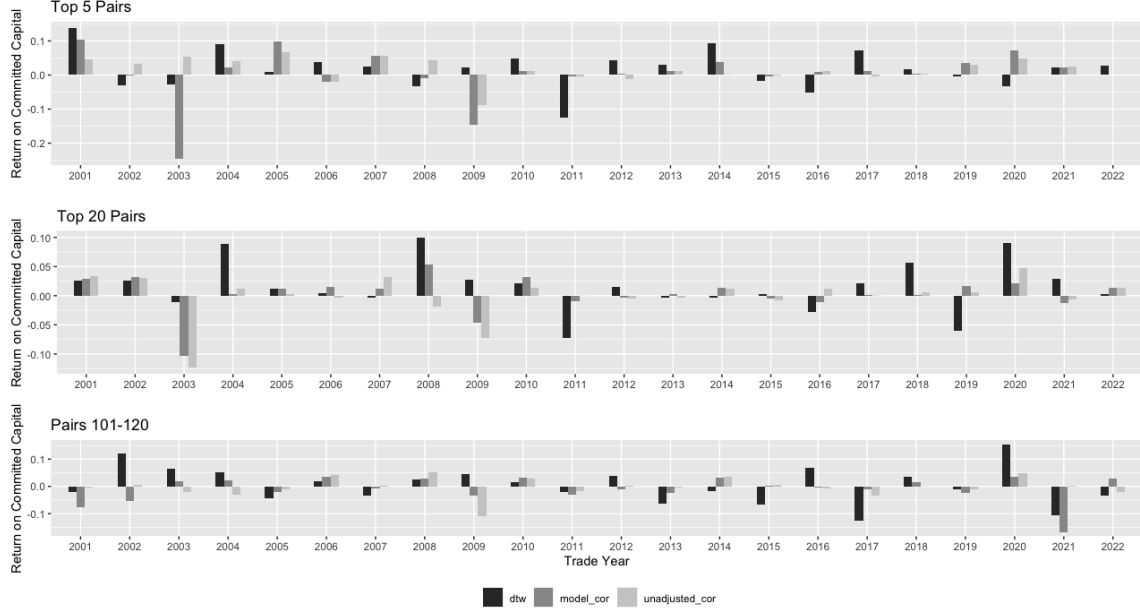 Top 5 Pairs
Return on Committed Capital
0.1
0.0
-0.1
-0.2
2001 2002 2003 2004 2005 2006 2007 2008 2009 2010 2011 2012 2013 2014 2015 2016 2017 2018 2019 2020 2021 2022
Top 20 Pairs
Return on Committed Capital
0.10
0.05
0.00
-0.05
-0.10
2001 2002 2003 2004 2005 2006 2007 2008 2009 2010 2011 2012 2013 2014 2015 2016 2017 2018 2019 2020 2021 2022
Pairs 101-120
Return on Committed Capital
0.1
0.0
-0.1
2001 2002 2003 2004 2005 2006 2007 2008 2009 2010 2011 2012 2013 2014 2015 2016 2017 2018 2019 2020 2021 2022
Trade Year
dtw model_cor unadjusted_cor